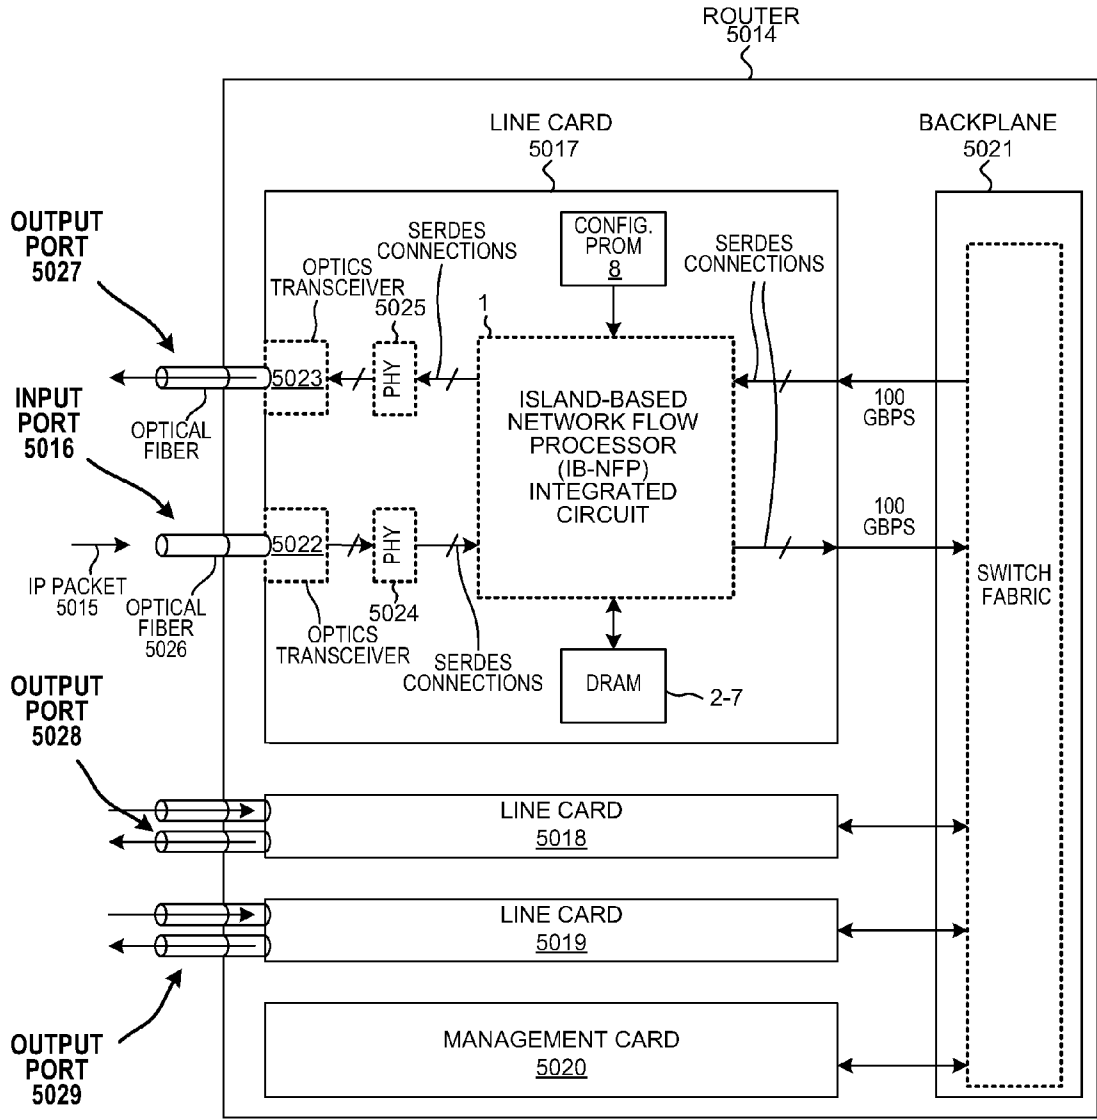 ROUTER
5014
LINE CARD
5017
BACKPLANE
5021
OUTPUT
PORT
5027
SERDES
CONNECTIONS
CONFIG.
PROM
8
SERDES
CONNECTIONS
OPTICS
TRANSCEIVER
5025
1
5023
PHY
INPUT
PORT
5016
OPTICAL
FIBER
ISLAND-BASED
NETWORK FLOW
PROCESSOR
(IB-NFP)
INTEGRATED
CIRCUIT
100
GBPS
100
GBPS
5022
PHY
IP PACKET
5015
OPTICAL
FIBER
5026
5024
OPTICS
TRANSCEIVER
SERDES
CONNECTIONS
SWITCH
FABRIC
DRAM
2-7
OUTPUT
PORT
5028
LINE CARD
5018
LINE CARD
5019
OUTPUT
PORT
5029
MANAGEMENT CARD
5020